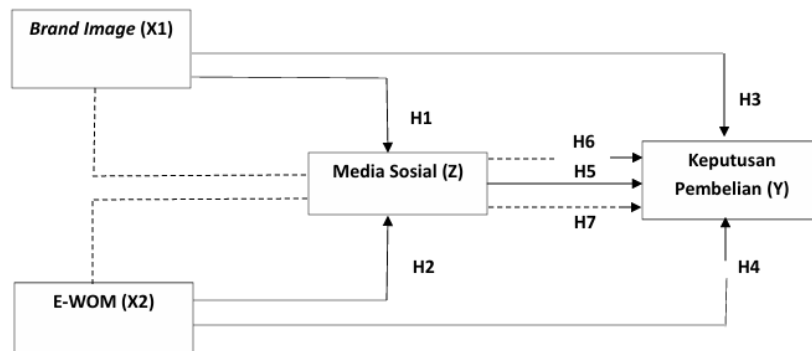 Brand Image (X1)
H3
H1
H6
Media Sosial (Z)
Keputusan
H5
Pembelian (Y)
H7
H2
H4
E-WOM (X2)